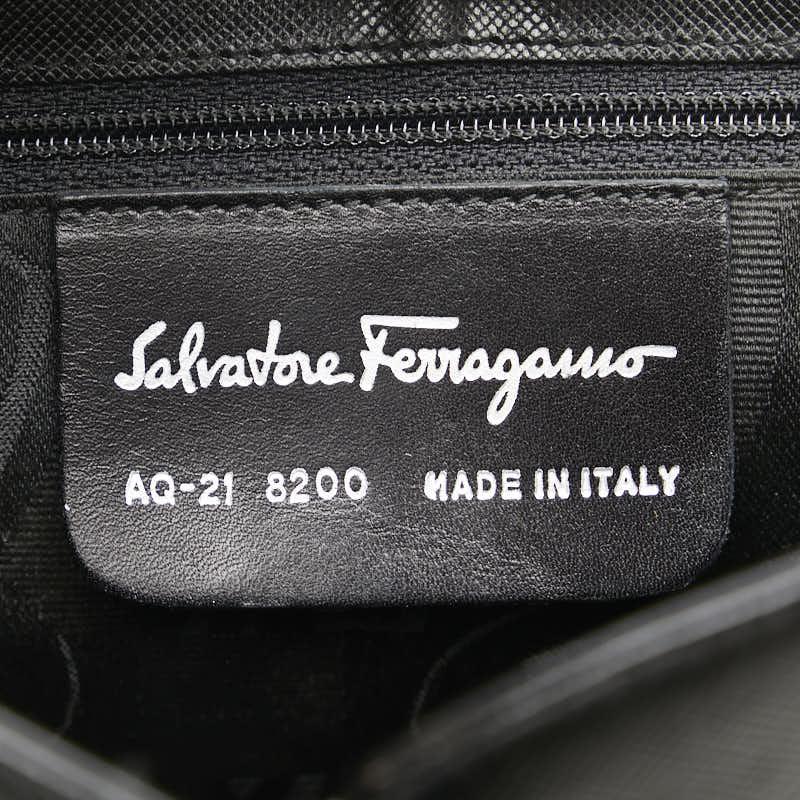 Salvatore Ferragamo
AQ-21 8200 MADE IN ITALY